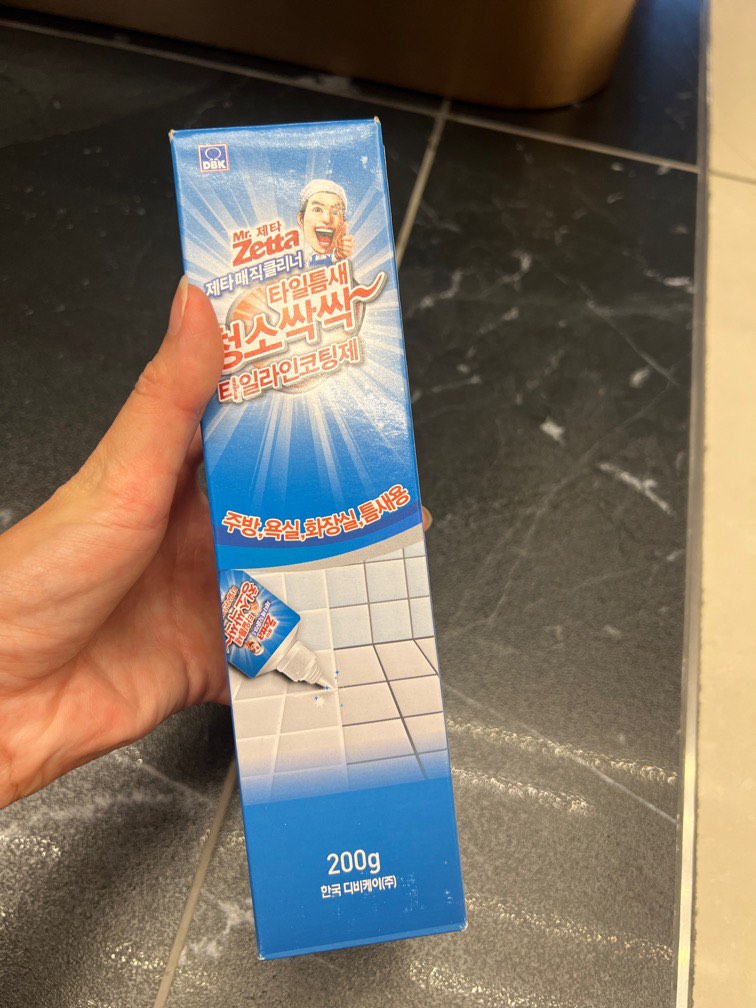 DBK
Mr. 제타
Zetta
제타매직클리너
타일틈새
청소싹싹~
타일라인코팅제
주방,욕실,화장실,틈새용
200g
한국 디비케이(주)